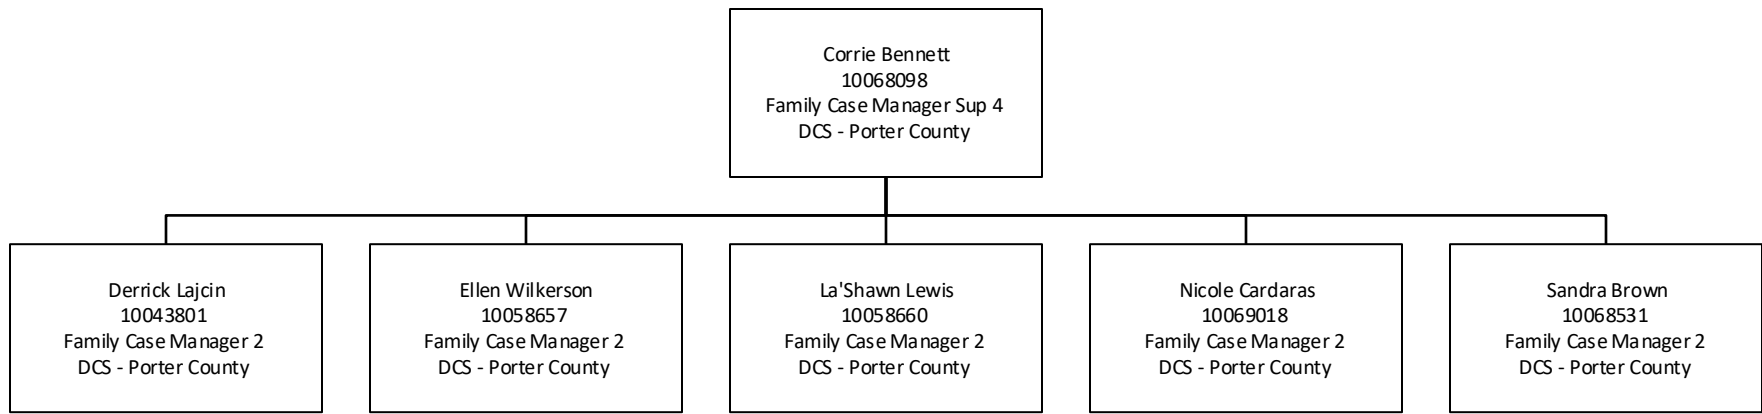 Corrie Bennett
10068098
Family Case Manager Sup 4
DCS - Porter County
Derrick Lajcin
10043801
Family Case Manager 2
DCS - Porter County
Ellen Wilkerson
10058657
Family Case Manager 2
DCS - Porter County
La'Shawn Lewis
10058660
Family Case Manager 2
DCS - Porter County
Nicole Cardaras
10069018
Family Case Manager 2
DCS - Porter County
Sandra Brown
10068531
Family Case Manager 2
DCS - Porter County